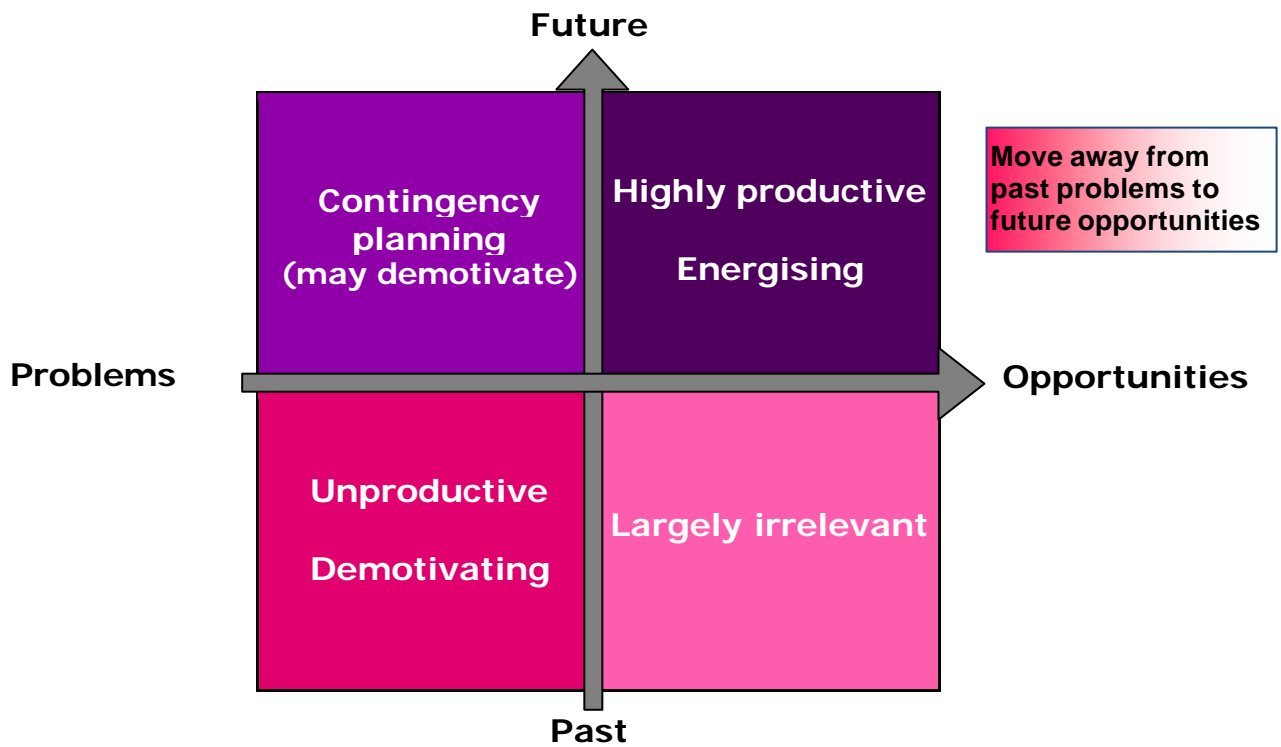 Future
Contingency
planning
(may demotivate)
Highly productive
Energising
Move away from
past problems to
future opportunities
Problems
Opportunities
Unproductive
Demotivating
Largely irrelevant
Past